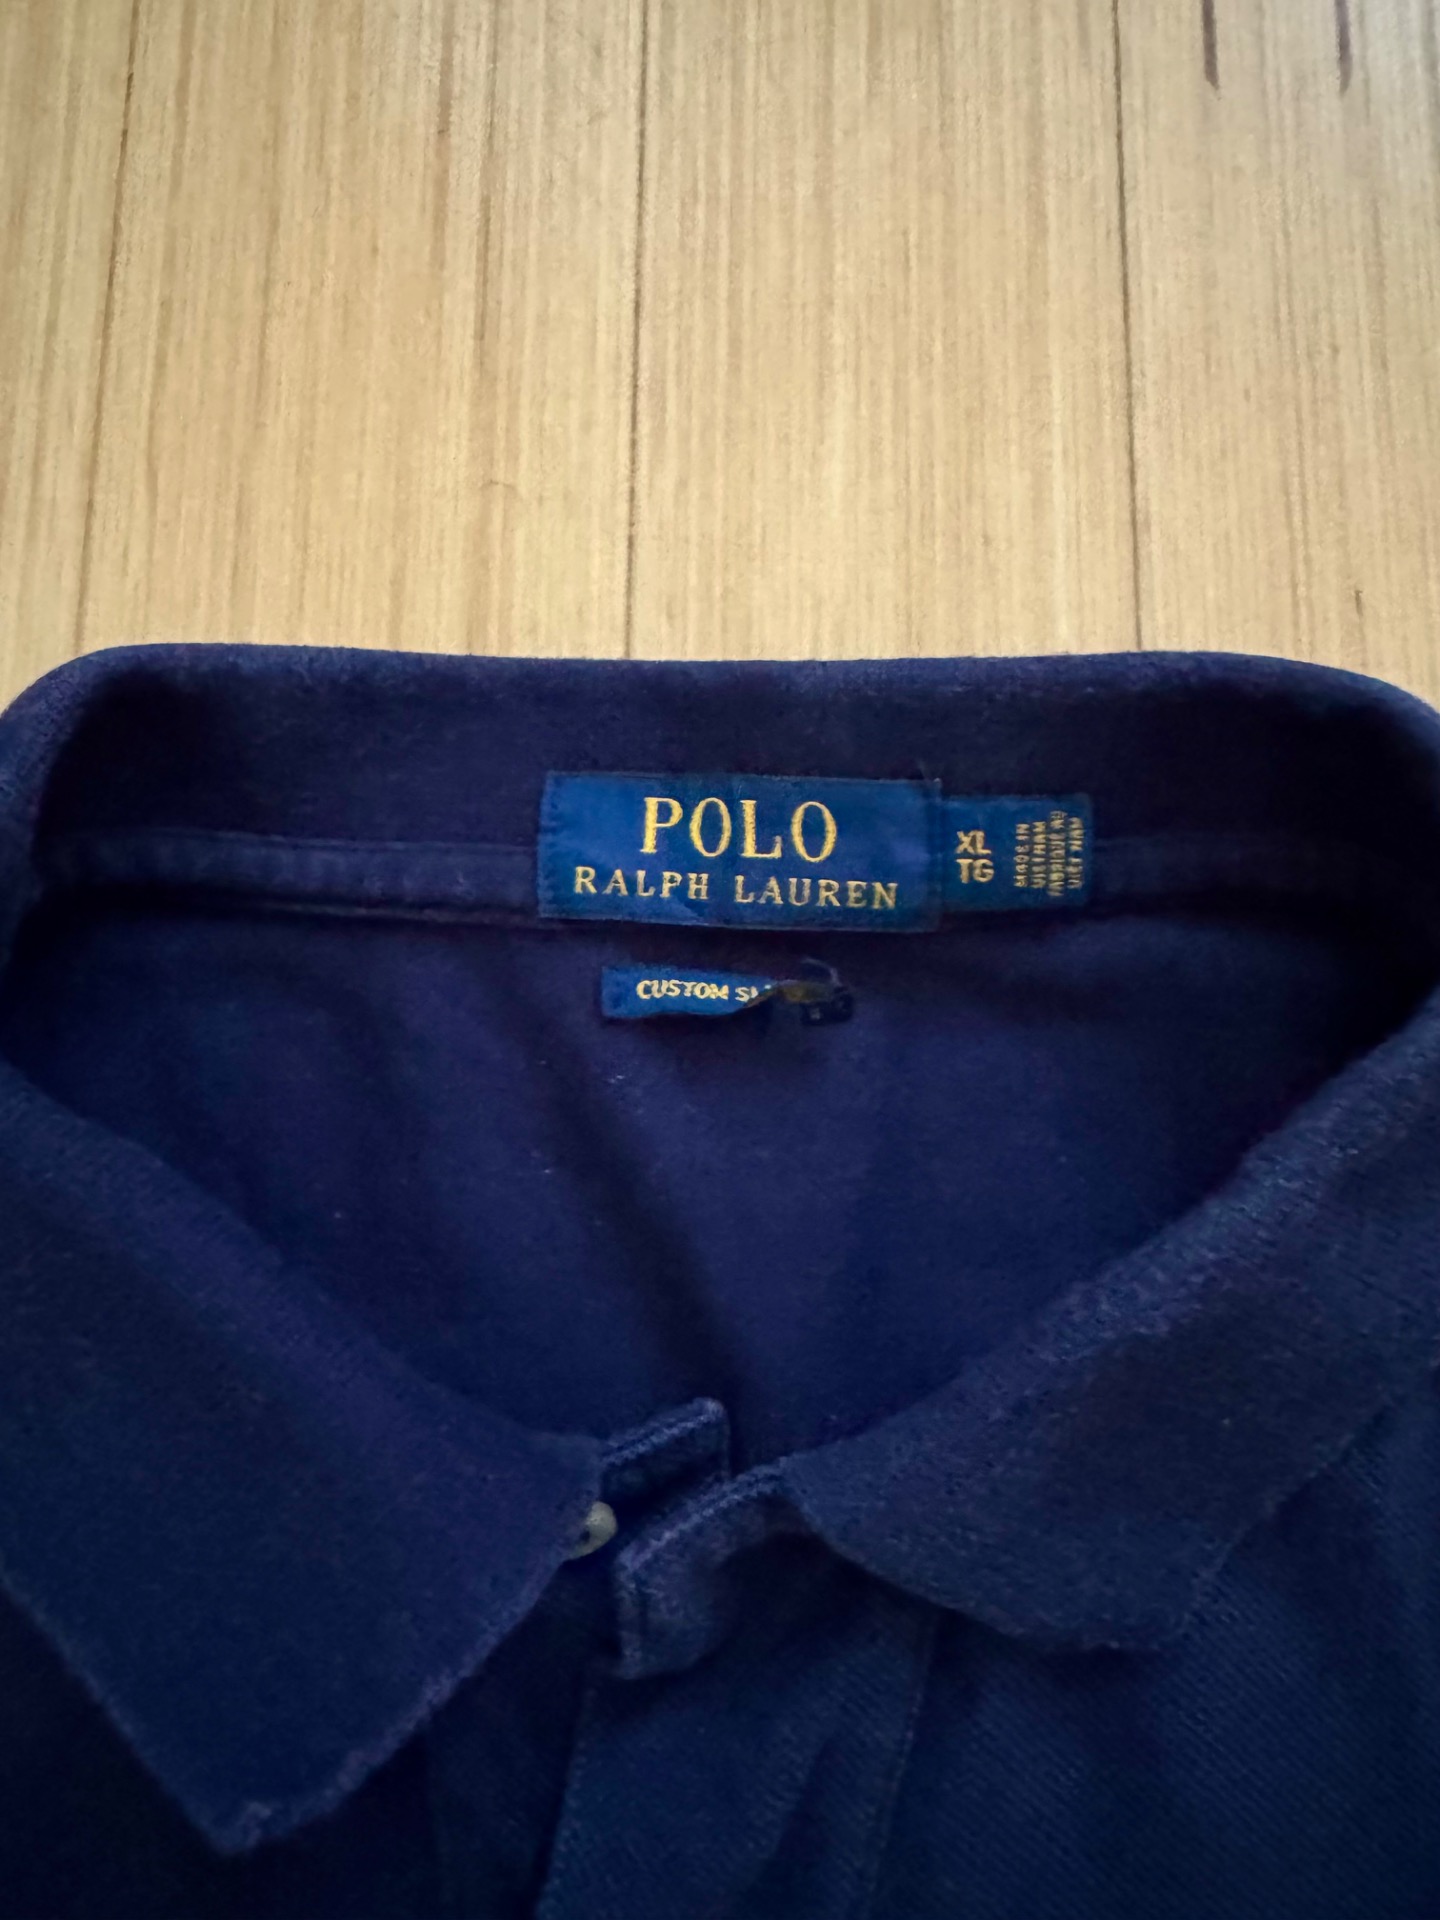 POLO
RALPH LAUREN
XL
TG
MADE IN
VIETNAM
FABRIQUÉ AU
VIET NAM
CUSTOM